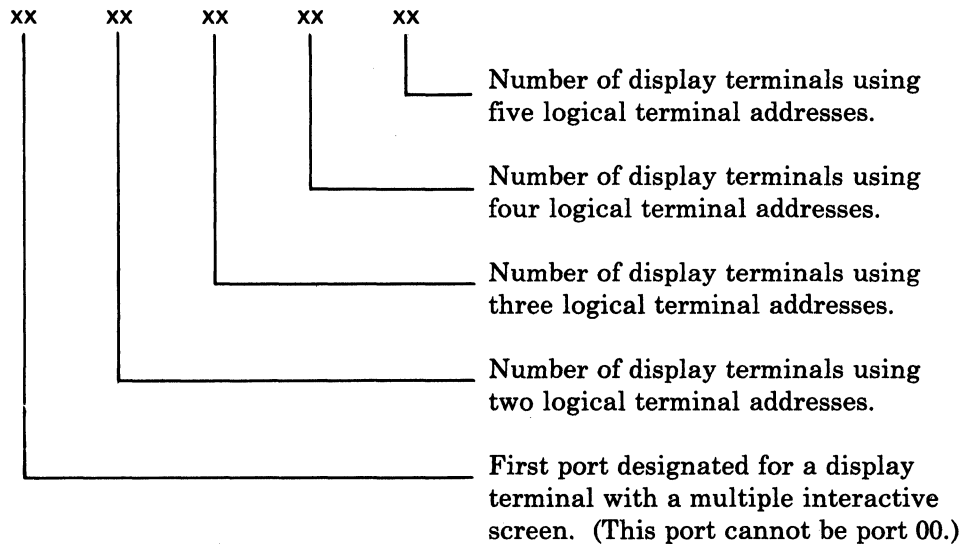 xx xx xx xx xx
Number of display terminals using
five logical terminal addresses.
Number of display terminals using
four logical terminal addresses.
Number of display terminals using
three logical terminal addresses.
Number of display terminals using
two logical terminal addresses.
First port designated for a display
terminal with a multiple interactive
screen. (This port cannot be port 00.)